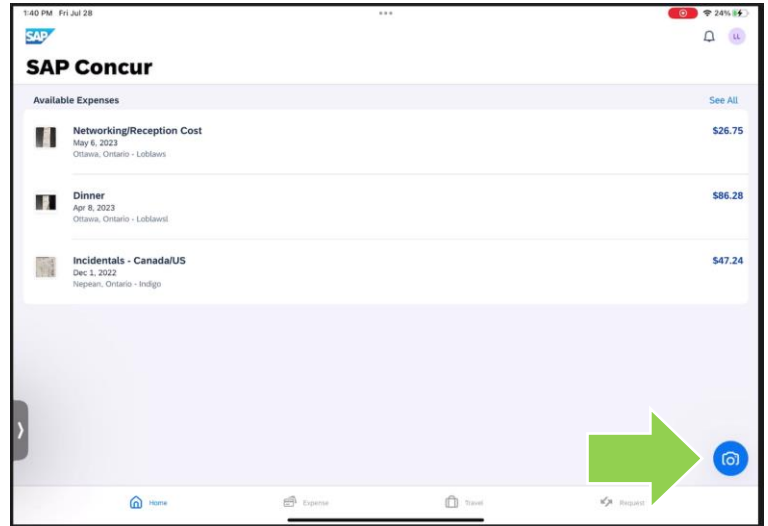 1:40 PM Fri Jul 28
24%
SAP
LL
SAP Concur
Available Expenses
See All
Networking/Reception Cost
$26.75
May 6, 2023
Ottawa, Ontario - Loblaws
Dinner
$86.28
Apr 8, 2023
Ottawa, Ontario - Loblawsl
Incidentals - Canada/US
$47.24
Dec 1, 2022
Nepean, Ontario - Indigo
Home
Expense
Travel
Request